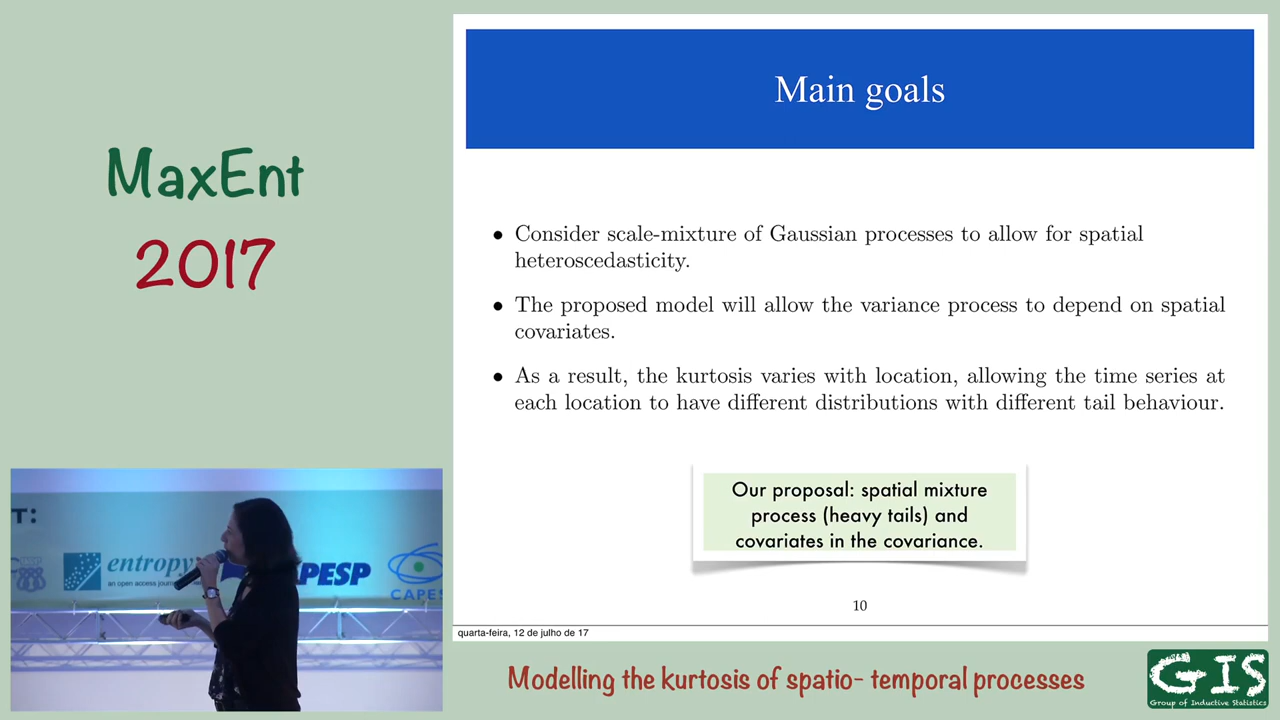 MaxEnt
2017
Main goals
• Consider scale-mixture of Gaussian processes to allow for spatial
heteroscedasticity.
• The proposed model will allow the variance process to depend on spatial
covariates.
• As a result, the kurtosis varies with location, allowing the time series at
each location to have different distributions with different tail behaviour.
Our proposal: spatial mixture
process (heavy tails) and
covariates in the covariance.
10
quarta-feira, 12 de julho de 17
T:
entropy
an open access journ
APESP
CAPES
Modelling the kurtosis of spatio- temporal processes
GIS
Group of Inductive Statistics